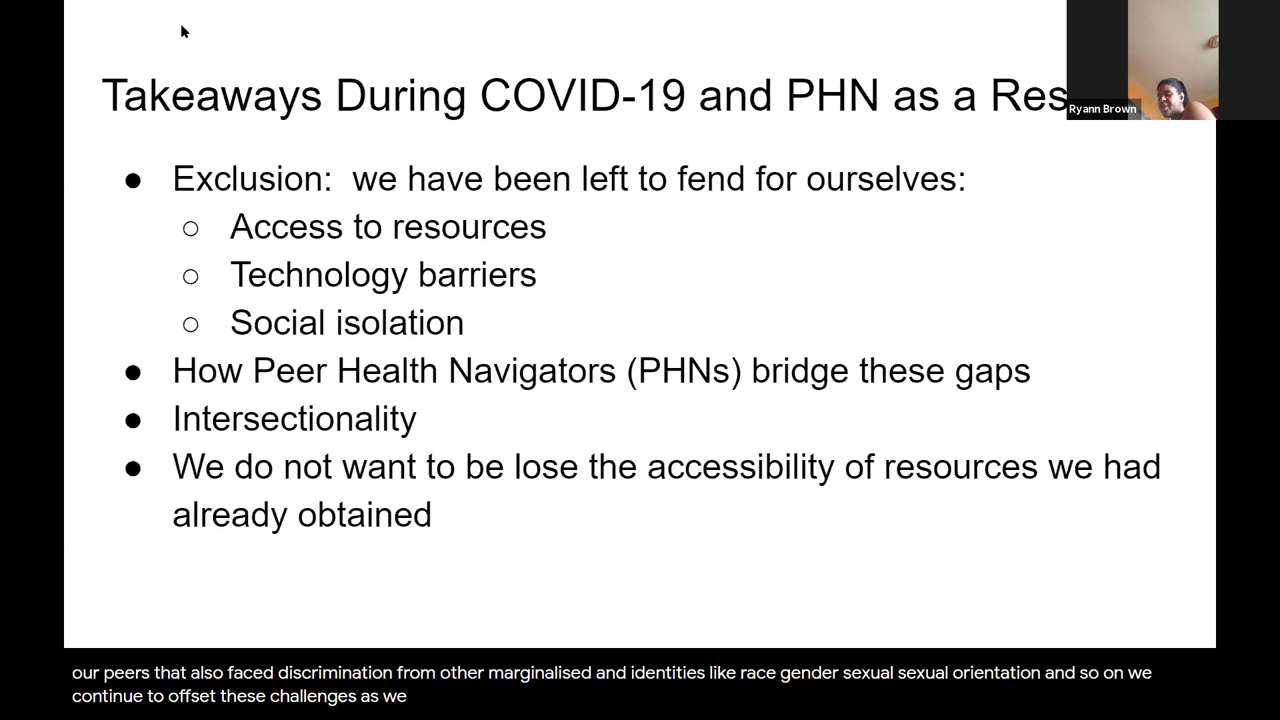 Takeaways During COVID-19 and PHN as a Res
Ryann Brown
● Exclusion:  we have been left to fend for ourselves:
○ Access to resources
○ Technology barriers
○ Social isolation
● How Peer Health Navigators (PHNs) bridge these gaps
● Intersectionality
● We do not want to be lose the accessibility of resources we had
already obtained
our peers that also faced discrimination from other marginalised and identities like race gender sexual sexual orientation and so on we
continue to offset these challenges as we